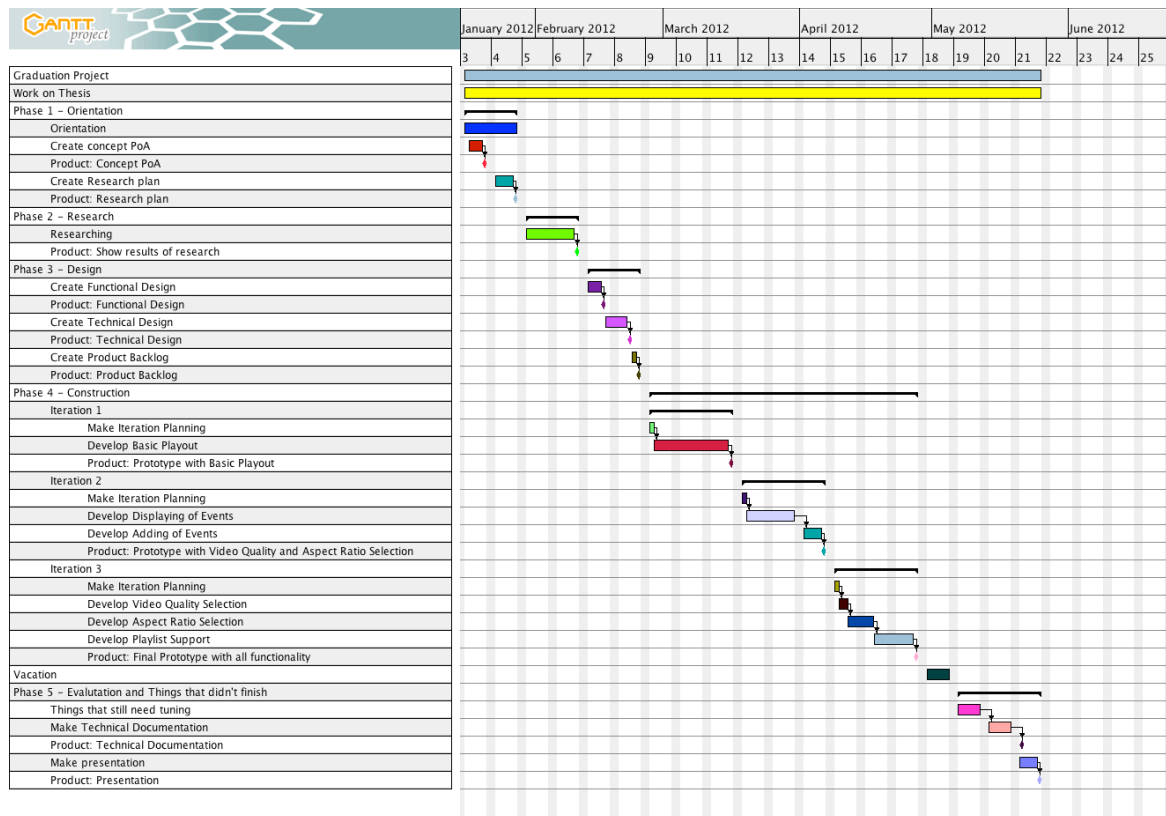 GANTT
project
January 2012 February 2012 March 2012 April 2012 May 2012 June 2012
3 4 5 6 7 8 9 10 11 12 13 14 15 16 17 18 19 20 21 22 23 24 25
Graduation Project
Work on Thesis
Phase 1 - Orientation
Orientation
Create concept PoA
Product: Concept PoA
Create Research plan
Product: Research plan
Phase 2 - Research
Researching
Product: Show results of research
Phase 3 - Design
Create Functional Design
Product: Functional Design
Create Technical Design
Product: Technical Design
Create Product Backlog
Product: Product Backlog
Phase 4 - Construction
Iteration 1
Make Iteration Planning
Develop Basic Playout
Product: Prototype with Basic Playout
Iteration 2
Make Iteration Planning
Develop Displaying of Events
Develop Adding of Events
Product: Prototype with Video Quality and Aspect Ratio Selection
Iteration 3
Make Iteration Planning
Develop Video Quality Selection
Develop Aspect Ratio Selection
Develop Playlist Support
Product: Final Prototype with all functionality
Vacation
Phase 5 - Evalutation and Things that didn't finish
Things that still need tuning
Make Technical Documentation
Product: Technical Documentation
Make presentation
Product: Presentation